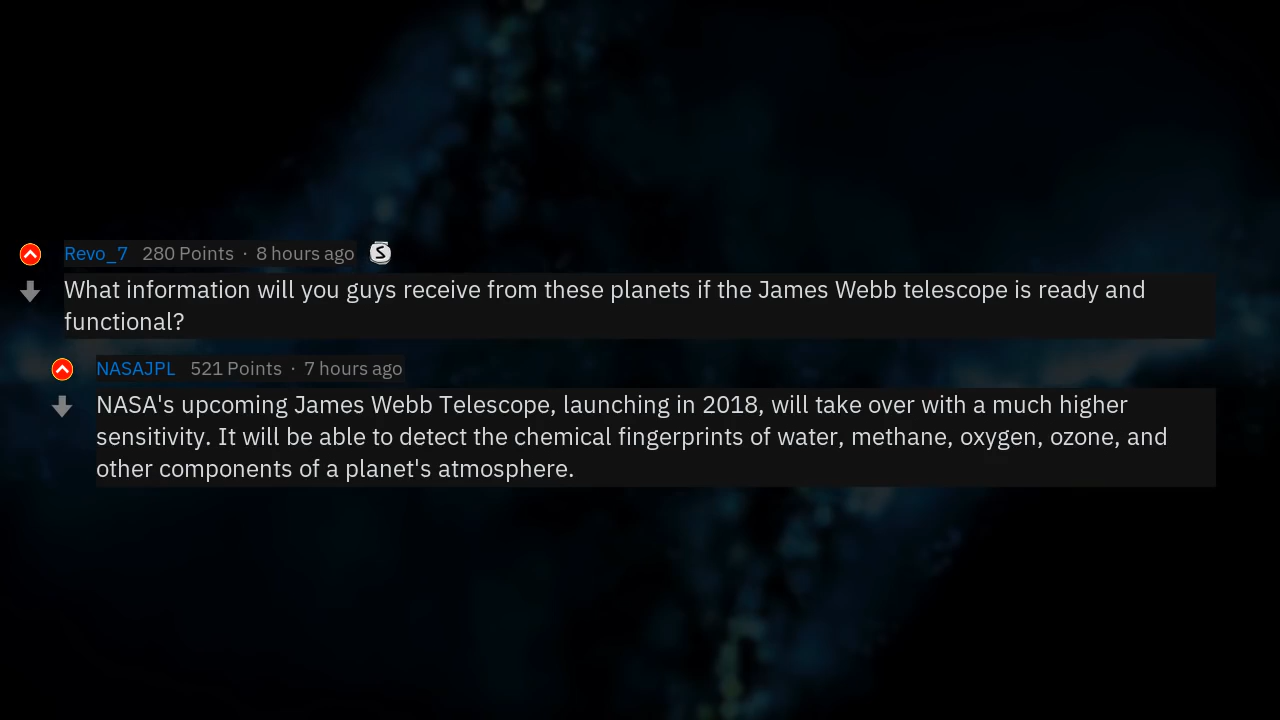 Revo_7 280 Points · 8 hours ago
What information will you guys receive from these planets if the James Webb telescope is ready and
functional?
NASAJPL 521 Points · 7 hours ago
NASA's upcoming James Webb Telescope, launching in 2018, will take over with a much higher
sensitivity. It will be able to detect the chemical fingerprints of water, methane, oxygen, ozone, and
other components of a planet's atmosphere.